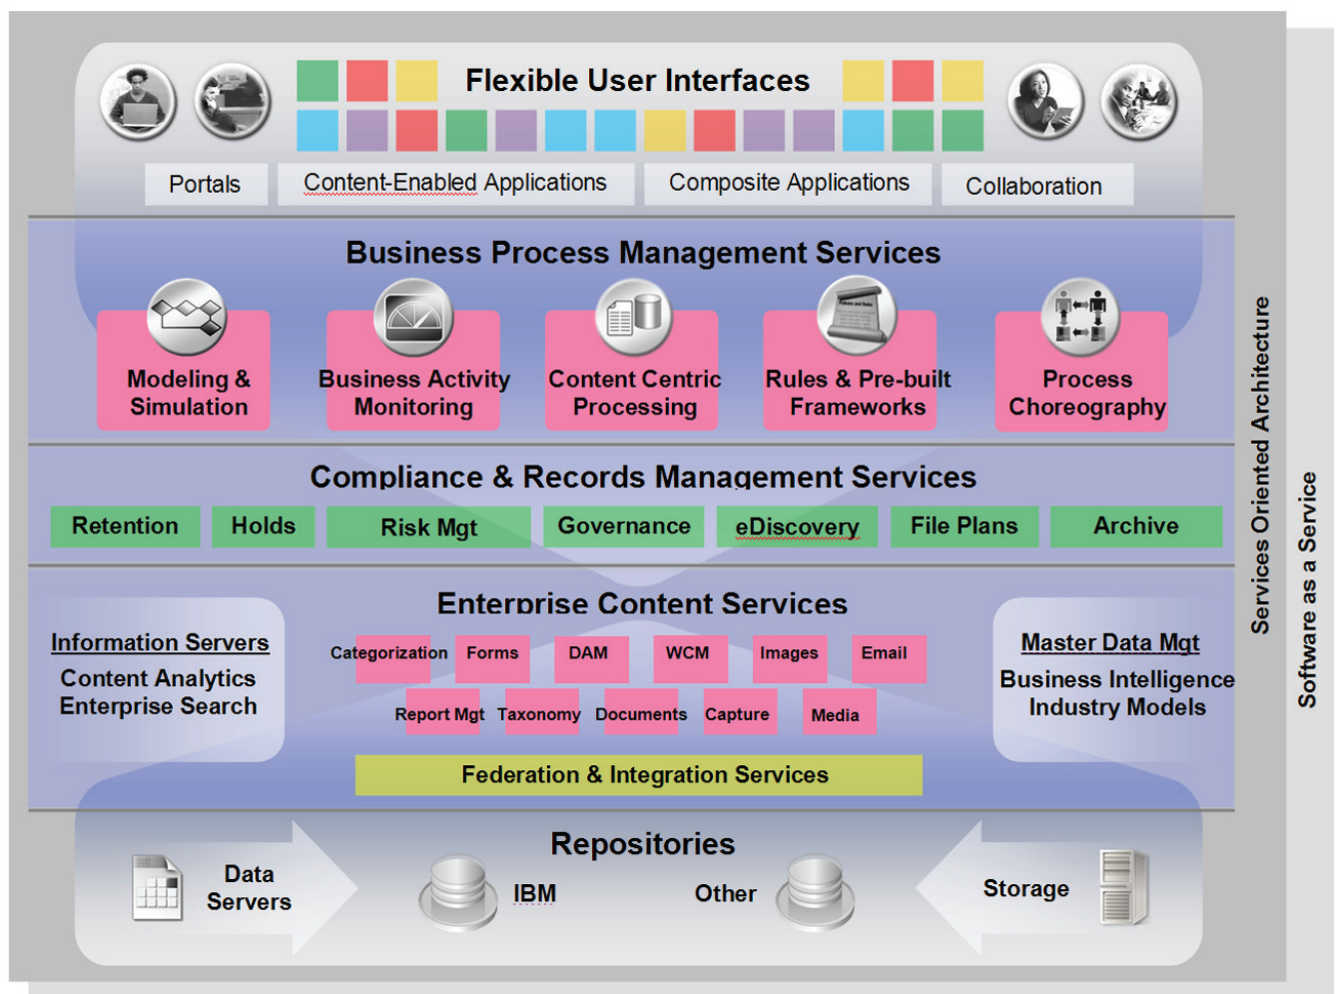 Flexible User Interfaces
Portals
Content-Enabled Applications
Composite Applications
Collaboration
Business Process Management Services
Modeling &
Simulation
Business Activity
Monitoring
Content Centric
Processing
Rules & Pre-built
Frameworks
Process
Choreography
Compliance & Records Management Services
Retention
Holds
Risk Mgt
Governance
eDiscovery
File Plans
Archive
Enterprise Content Services
Information Servers
Content Analytics
Enterprise Search
Categorization
Forms
DAM
WCM
Images
Email
Report Mgt
Taxonomy
Documents
Capture
Media
Master Data Mgt
Business Intelligence
Industry Models
Federation & Integration Services
Repositories
Data
Servers
IBM
Other
Storage
Services Oriented Architecture
Software as a Service